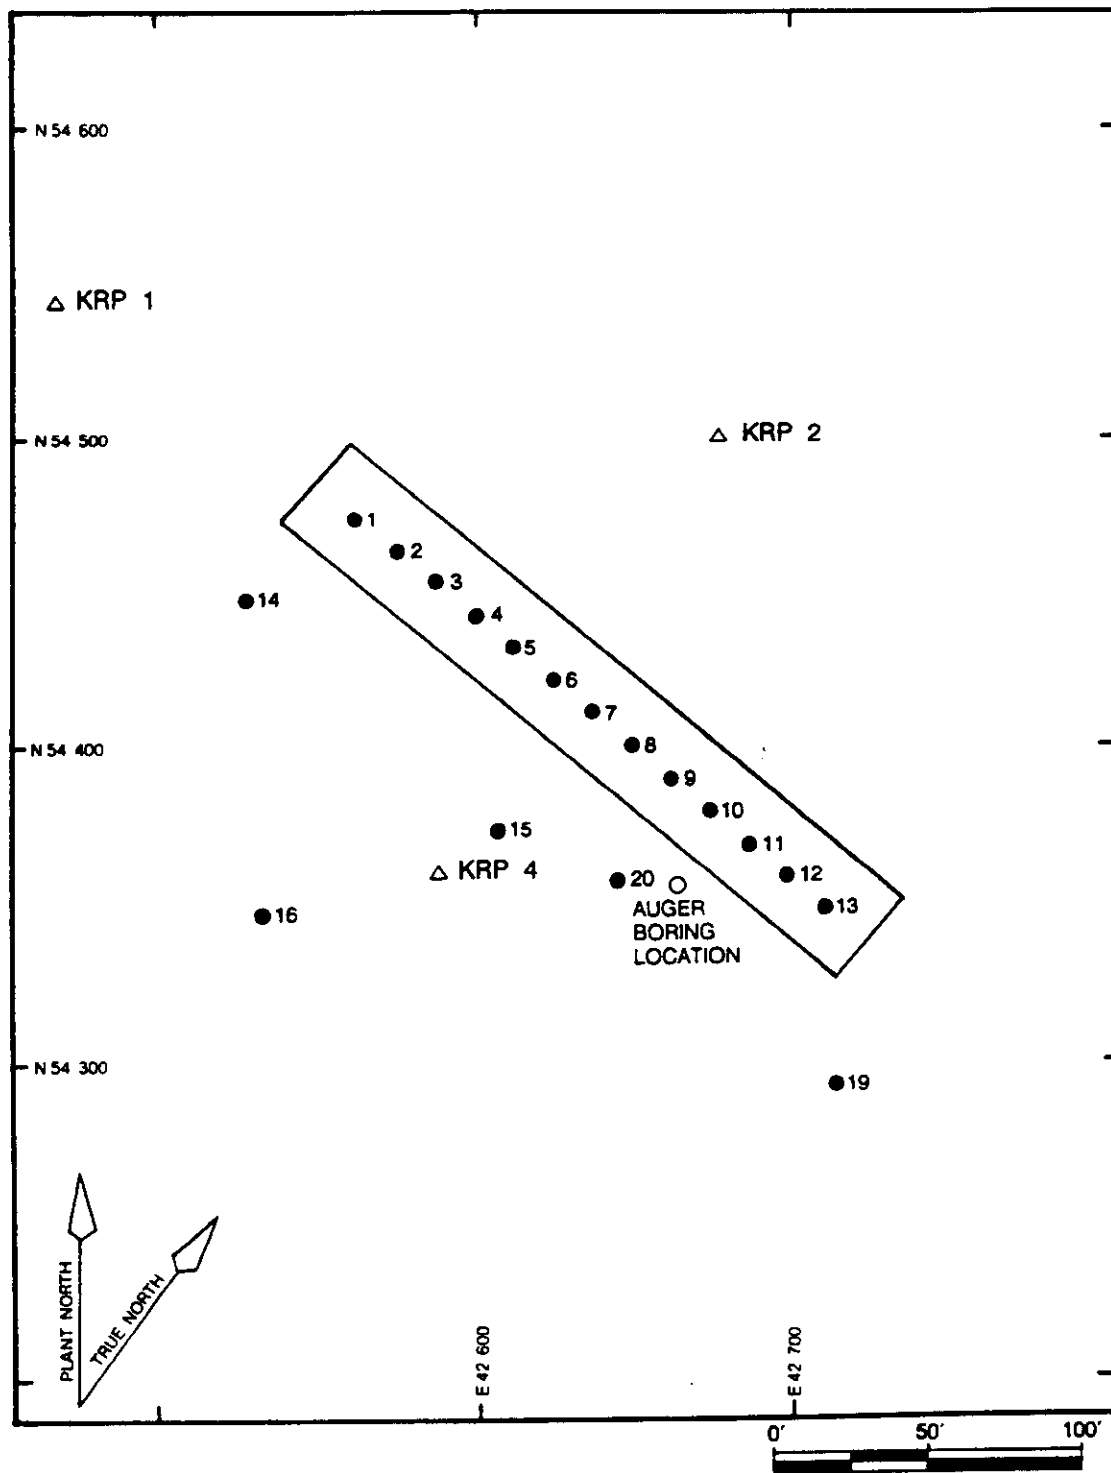 N 54 600
KRP 1
KRP 2
N 54 500
1
2
3
14
4
5
6
7
N 54 400
8
9
10
15
11
KRP 4
12
20
13
16
AUGER
BORING
LOCATION
N 54 300
19
PLANT NORTH
TRUE NORTH
E 42 600
E 42 700
0' 50' 100'